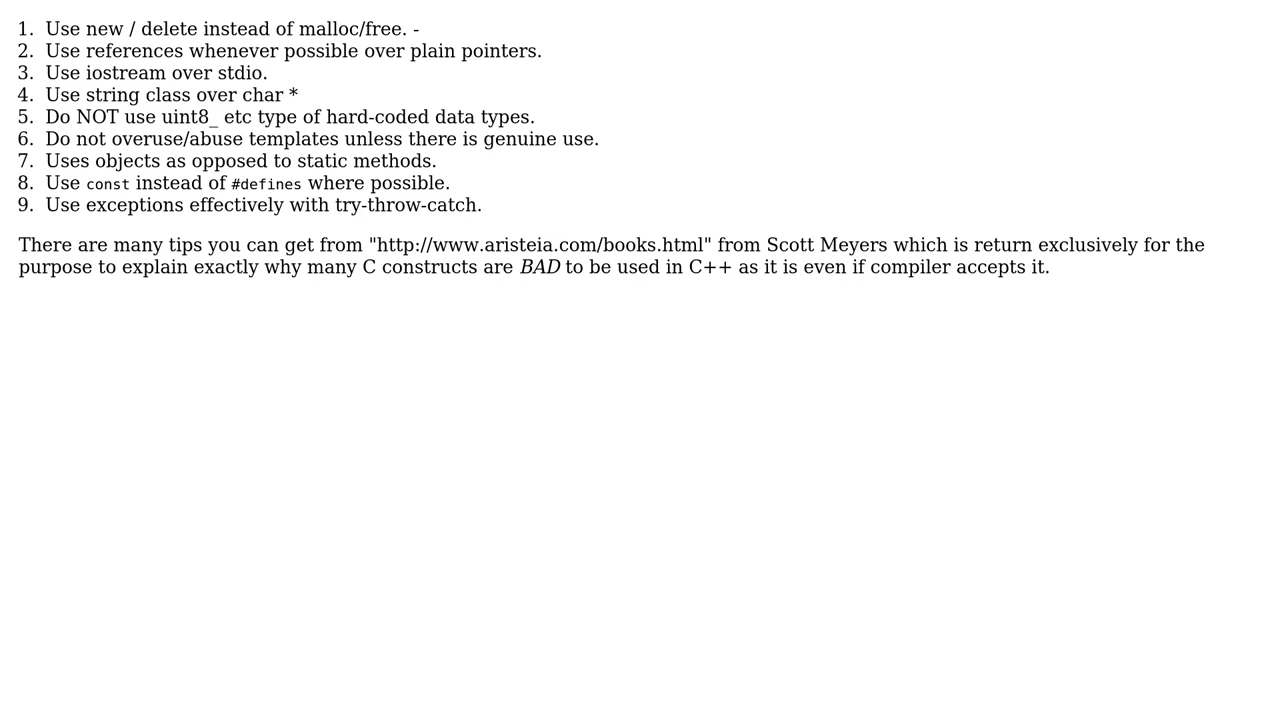 1. Use new / delete instead of malloc/free. -
2. Use references whenever possible over plain pointers.
3. Use iostream over stdio.
4. Use string class over char *
5. Do NOT use uint8_ etc type of hard-coded data types.
6. Do not overuse/abuse templates unless there is genuine use.
7. Uses objects as opposed to static methods.
8. Use const instead of #defines where possible.
9. Use exceptions effectively with try-throw-catch.
There are many tips you can get from "http://www.aristeia.com/books.html" from Scott Meyers which is return exclusively for the
purpose to explain exactly why many C constructs are BAD to be used in C++ as it is even if compiler accepts it.